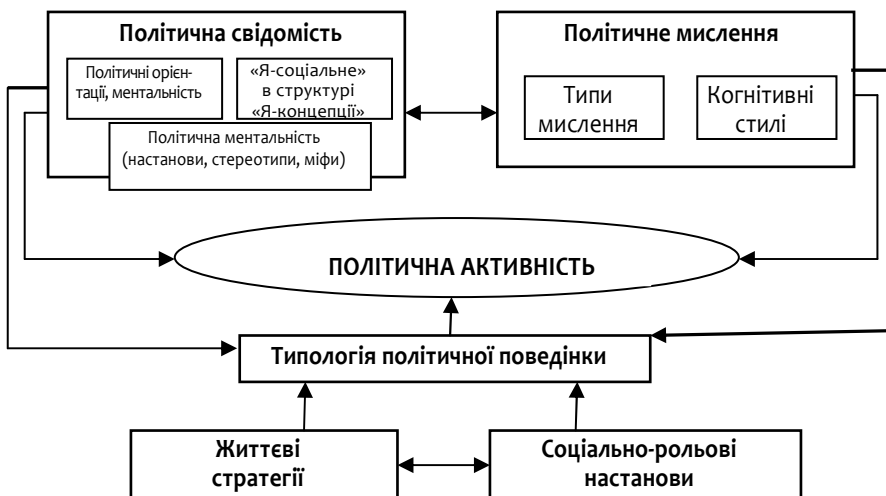 Політична свідомість
Політичні орієн-
тації, ментальність
«Я-соціальне»
в структурі
«Я-концепції»
Політична ментальність
(настанови, стереотипи, міфи)
Політичне мислення
Типи
мислення
Когнітивні
стилі
ПОЛІТИЧНА АКТИВНІСТЬ
Типологія політичної поведінки
Життєві
стратегії
Соціально-рольові
настанови